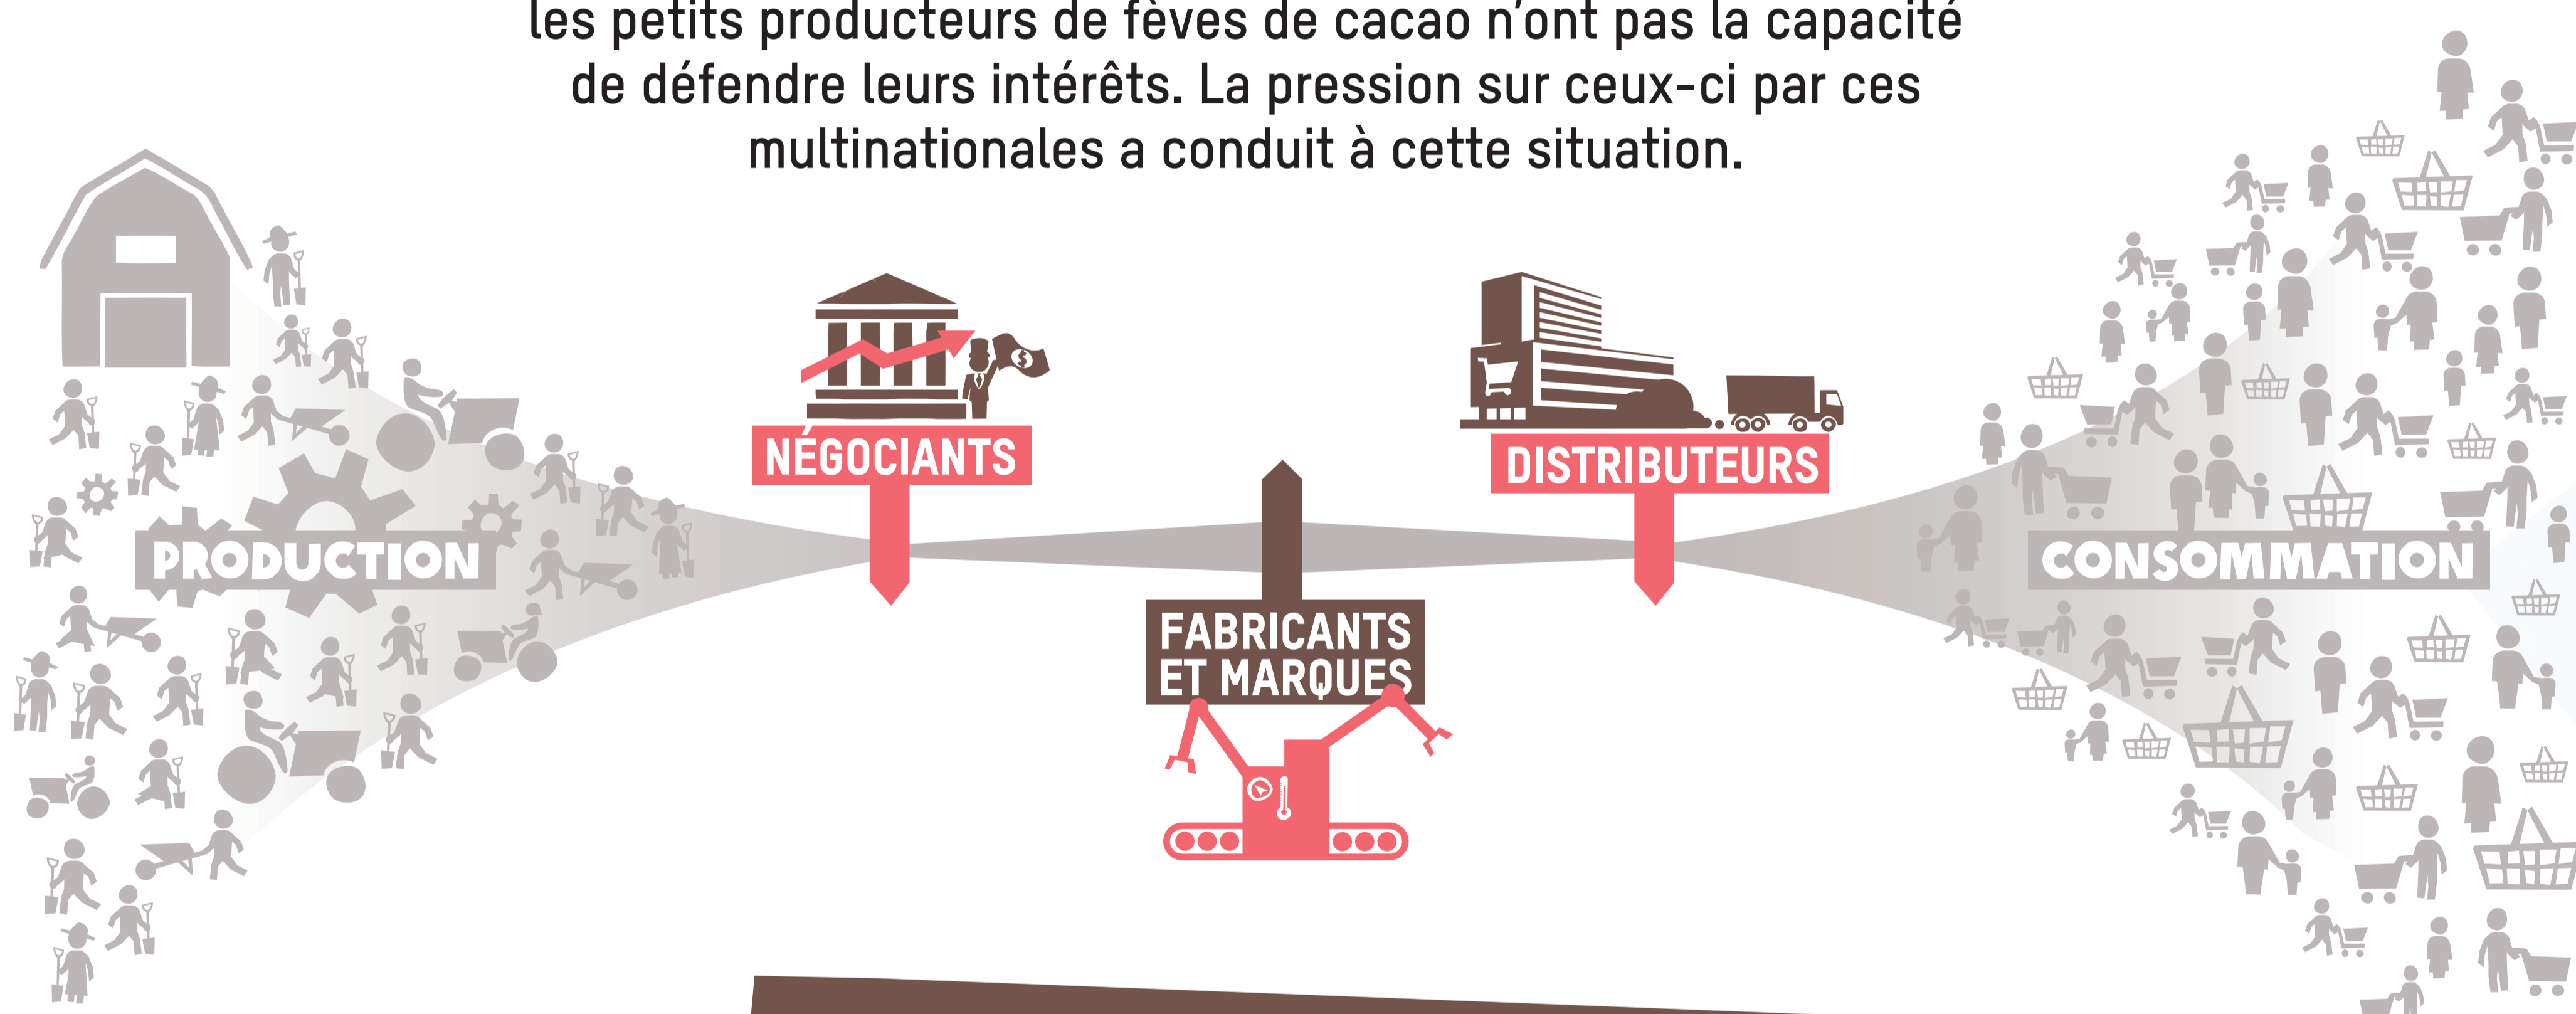 les petits producteurs de fèves de cacao n'ont pas la capacité
de défendre leurs intérêts. La pression sur ceux-ci par ces
multinationales a conduit à cette situation.
NÉGOCIANTS
DISTRIBUTEURS
PRODUCTION
CONSOMMATION
FABRICANTS
ET MARQUES
$